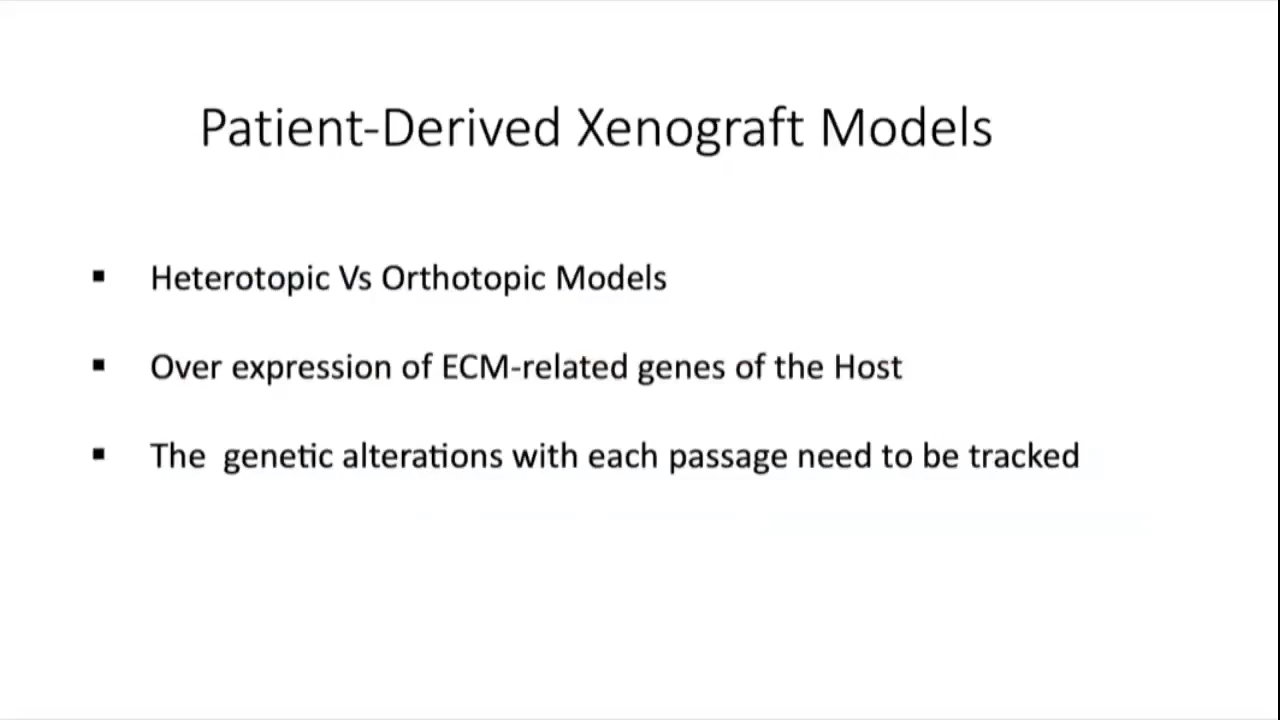 Patient-Derived Xenograft Models
▪ Heterotopic Vs Orthotopic Models
▪ Over expression of ECM-related genes of the Host
▪ The  genetic alterations with each passage need to be tracked